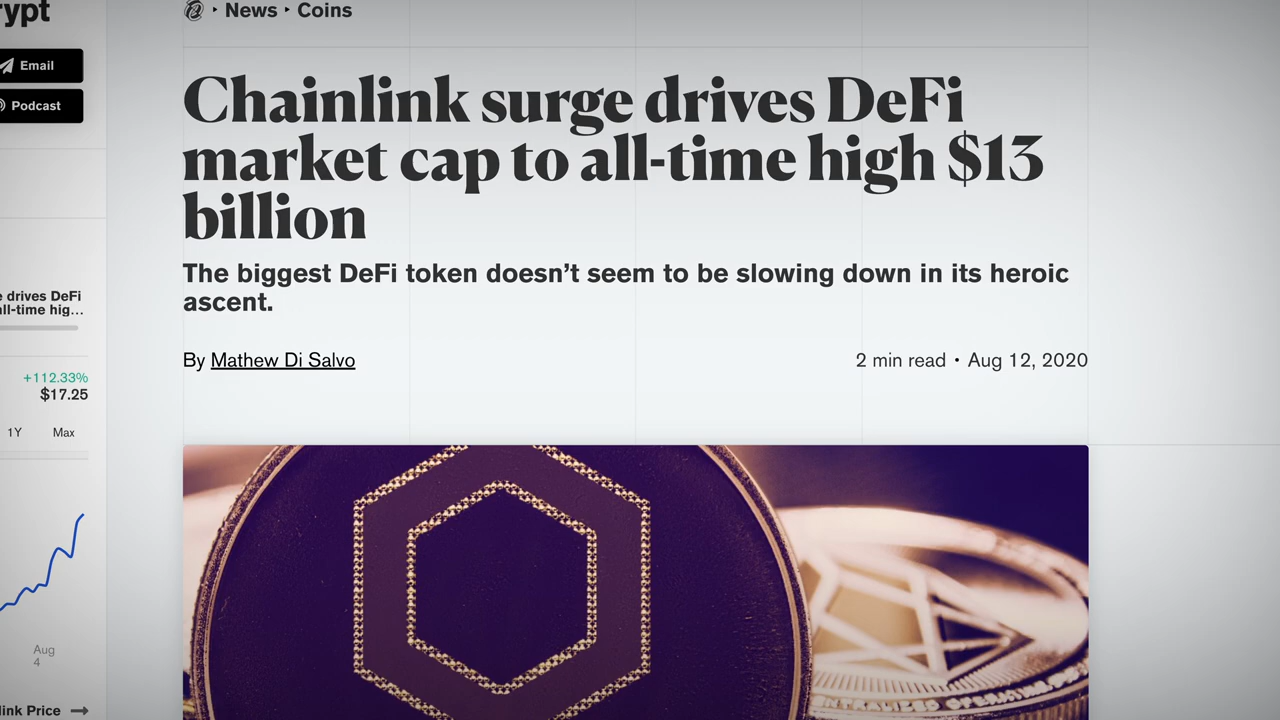 rypt
Email
Podcast
e drives DeFi
all-time hig...
+112.33%
$17.25
1Y Max
Aug
4
link Price →
‣ News ‣ Coins
Chainlink surge drives DeFi
market cap to all-time high $13
billion
The biggest DeFi token doesn’t seem to be slowing down in its heroic
ascent.
By Mathew Di Salvo
2 min read • Aug 12, 2020